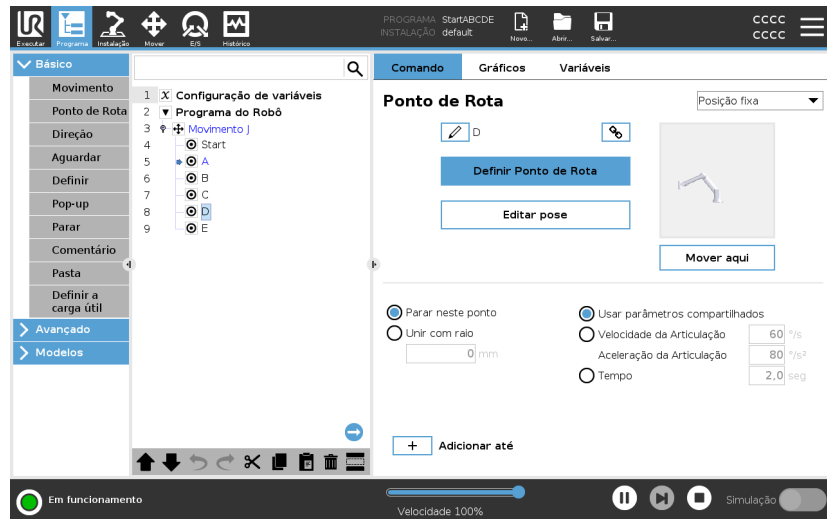 PROGRAMA StartABCDE
INSTALAÇÃO default
cccc
cccc
Executar Programa Instalação Mover E/S Histórico Novo... Abrir... Salvar...
Básico
Movimento
Ponto de Rota
Direção
Aguardar
Definir
Pop-up
Parar
Comentário
Pasta
Definir a
carga útil
Avançado
Modelos
1 X Configuração de variáveis
2 Programa do Robô
3 Movimento J
4 Start
5 A
6 B
7 C
8 D
9 E
Comando Gráficos Variáveis
Ponto de Rota
Posição fixa
D
Definir Ponto de Rota
Editar pose
Mover aqui
Parar neste ponto
Unir com raio
0 mm
Usar parâmetros compartilhados
Velocidade da Articulação 60 °/s
Aceleração da Articulação 80 °/s²
Tempo 2,0 seg
+ Adicionar até
Em funcionamento
Velocidade 100%
Simulação